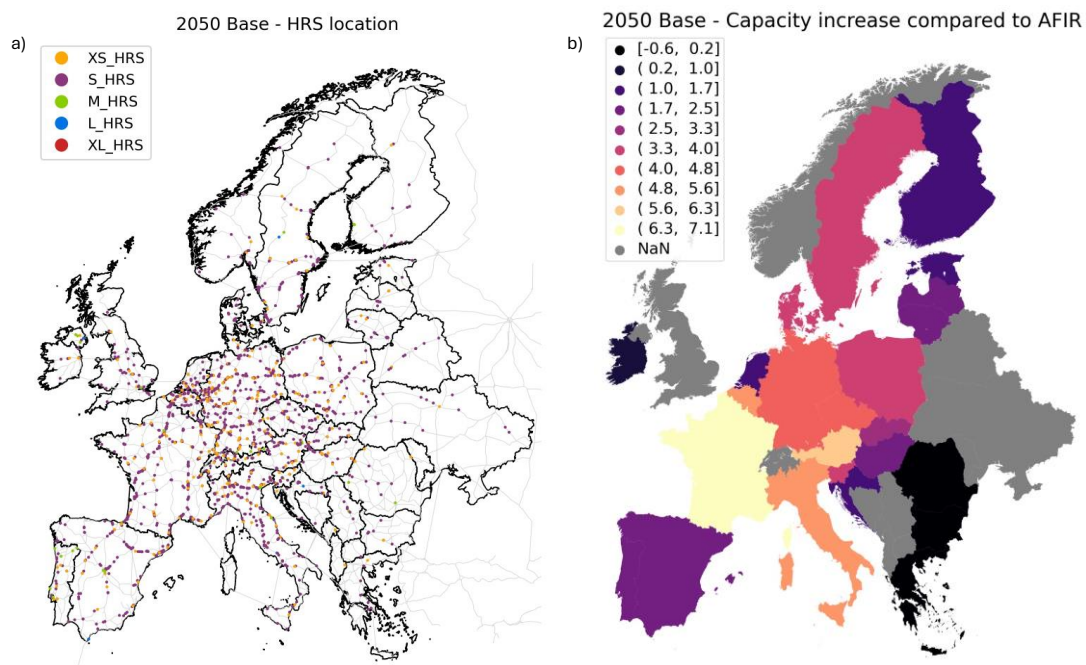 2050 Base - HRS location
a)
XS_HRS
S_HRS
M_HRS
L_HRS
XL_HRS
2050 Base - Capacity increase compared to AFIR
b)
[-0.6, 0.2]
( 0.2, 1.0]
( 1.0, 1.7]
( 1.7, 2.5]
( 2.5, 3.3]
( 3.3, 4.0]
( 4.0, 4.8]
( 4.8, 5.6]
( 5.6, 6.3]
( 6.3, 7.1]
NaN